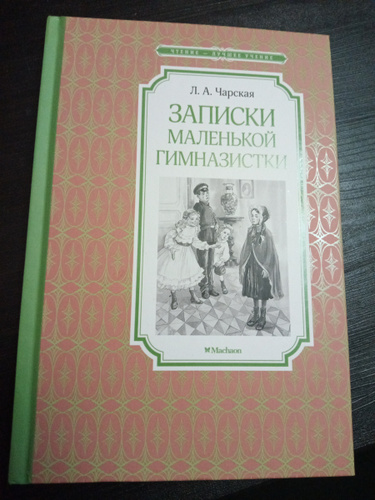 ЧТЕНИЕ – ЛУЧШЕЕ УЧЕНИЕ
Л. А. Чарская
ЗАПИСКИ
МАЛЕНЬКОЙ
ГИМНАЗИСТКИ
Machaon